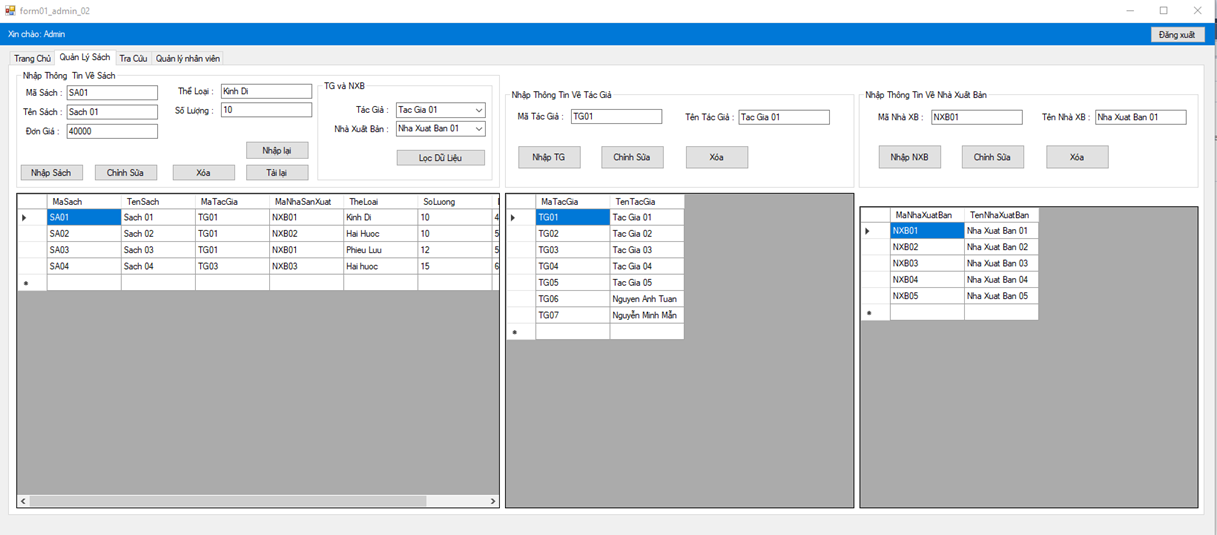 form01_admin_02
Xin chào: Admin
Đăng xuất
Trang Chủ Quản Lý Sách Tra Cứu Quản lý nhân viên
Nhập Thông Tin Về Sách
Mã Sách : SA01
Thể Loại : Kinh Di
Tên Sách : Sach 01
Số Lượng : 10
Đơn Giá : 40000
Nhập lại
Nhập Sách Chỉnh Sửa Xóa Tải lại
TG và NXB
Tác Giả : Tac Gia 01
Nhà Xuất Bản : Nha Xuat Ban 01
Lọc Dữ Liệu
Nhập Thông Tin Về Tác Giả
Mã Tác Giả : TG01 Tên Tác Giả : Tac Gia 01
Nhập TG Chỉnh Sửa Xóa
Nhập Thông Tin Về Nhà Xuất Bản
Mã Nhà XB : NXB01 Tên Nhà XB : Nha Xuat Ban 01
Nhập NXB Chỉnh Sửa Xóa
MaSach TenSach MaTacGia MaNhaSanXuat TheLoai SoLuong
SA01 Sach 01 TG01 NXB01 Kinh Di 10 4
SA02 Sach 02 TG01 NXB02 Hai Huoc 10 5
SA03 Sach 03 TG01 NXB01 Phieu Luu 12 5
SA04 Sach 04 TG03 NXB03 Hai huoc 15 6
MaTacGia TenTacGia
TG01 Tac Gia 01
TG02 Tac Gia 02
TG03 Tac Gia 03
TG04 Tac Gia 04
TG05 Tac Gia 05
TG06 Nguyen Anh Tuan
TG07 Nguyễn Minh Mẫn
MaNhaXuatBan TenNhaXuatBan
NXB01 Nha Xuat Ban 01
NXB02 Nha Xuat Ban 02
NXB03 Nha Xuat Ban 03
NXB04 Nha Xuat Ban 04
NXB05 Nha Xuat Ban 05